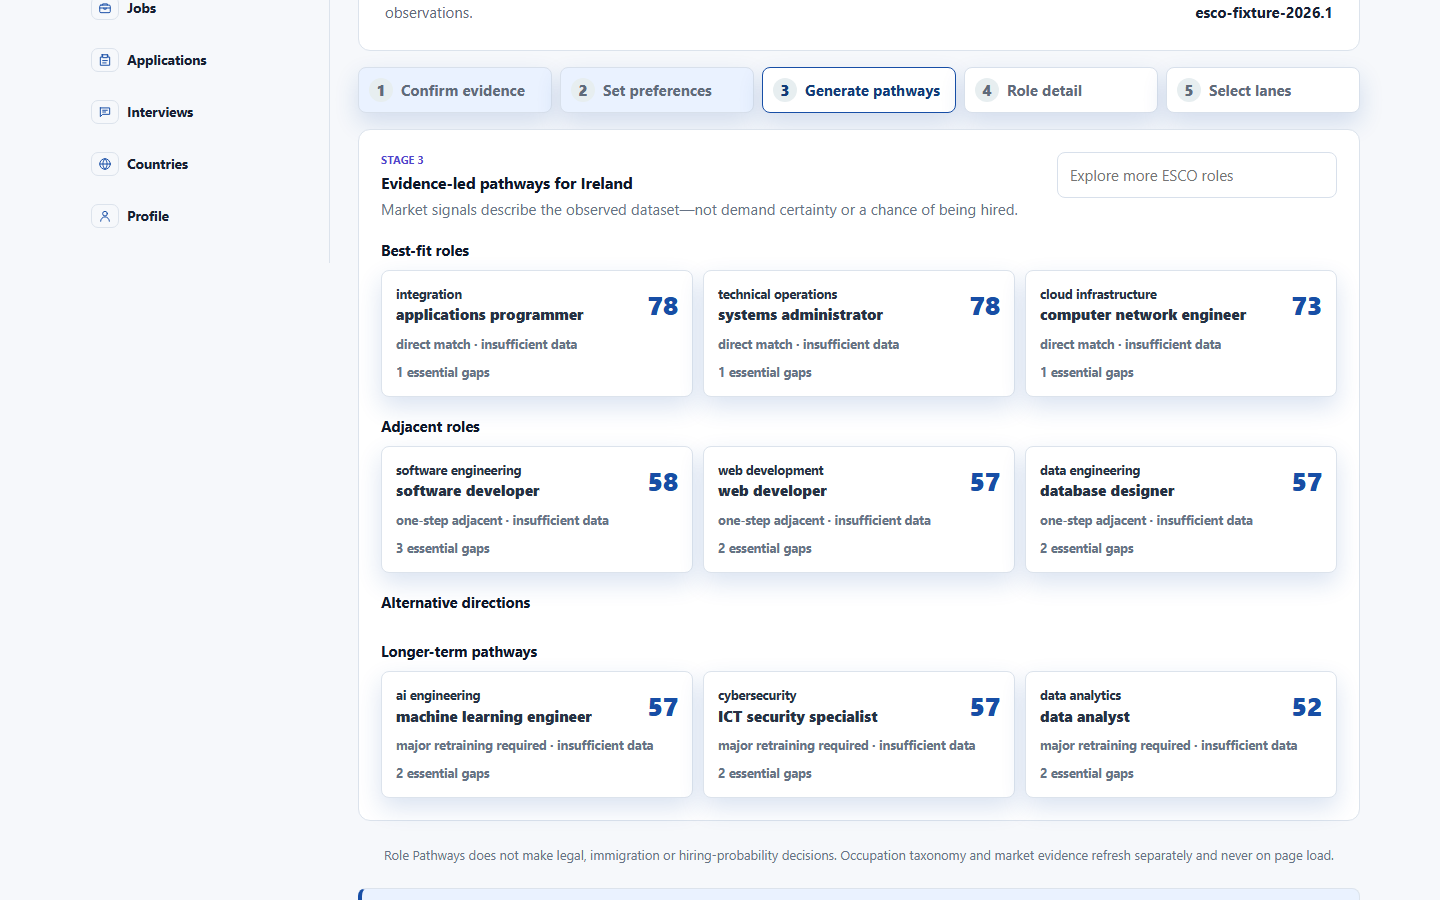 Jobs
Applications
Interviews
Countries
Profile
observations.
esco-fixture-2026.1
1 Confirm evidence
2 Set preferences
3 Generate pathways
4 Role detail
5 Select lanes
STAGE 3
Evidence-led pathways for Ireland
Market signals describe the observed dataset—not demand certainty or a chance of being hired.
Explore more ESCO roles
Best-fit roles
integration
applications programmer
78
direct match · insufficient data
1 essential gaps
technical operations
systems administrator
78
direct match · insufficient data
1 essential gaps
cloud infrastructure
computer network engineer
73
direct match · insufficient data
1 essential gaps
Adjacent roles
software engineering
software developer
58
one-step adjacent · insufficient data
3 essential gaps
web development
web developer
57
one-step adjacent · insufficient data
2 essential gaps
data engineering
database designer
57
one-step adjacent · insufficient data
2 essential gaps
Alternative directions
Longer-term pathways
ai engineering
machine learning engineer
57
major retraining required · insufficient data
2 essential gaps
cybersecurity
ICT security specialist
57
major retraining required · insufficient data
2 essential gaps
data analytics
data analyst
52
major retraining required · insufficient data
2 essential gaps
Role Pathways does not make legal, immigration or hiring-probability decisions. Occupation taxonomy and market evidence refresh separately and never on page load.